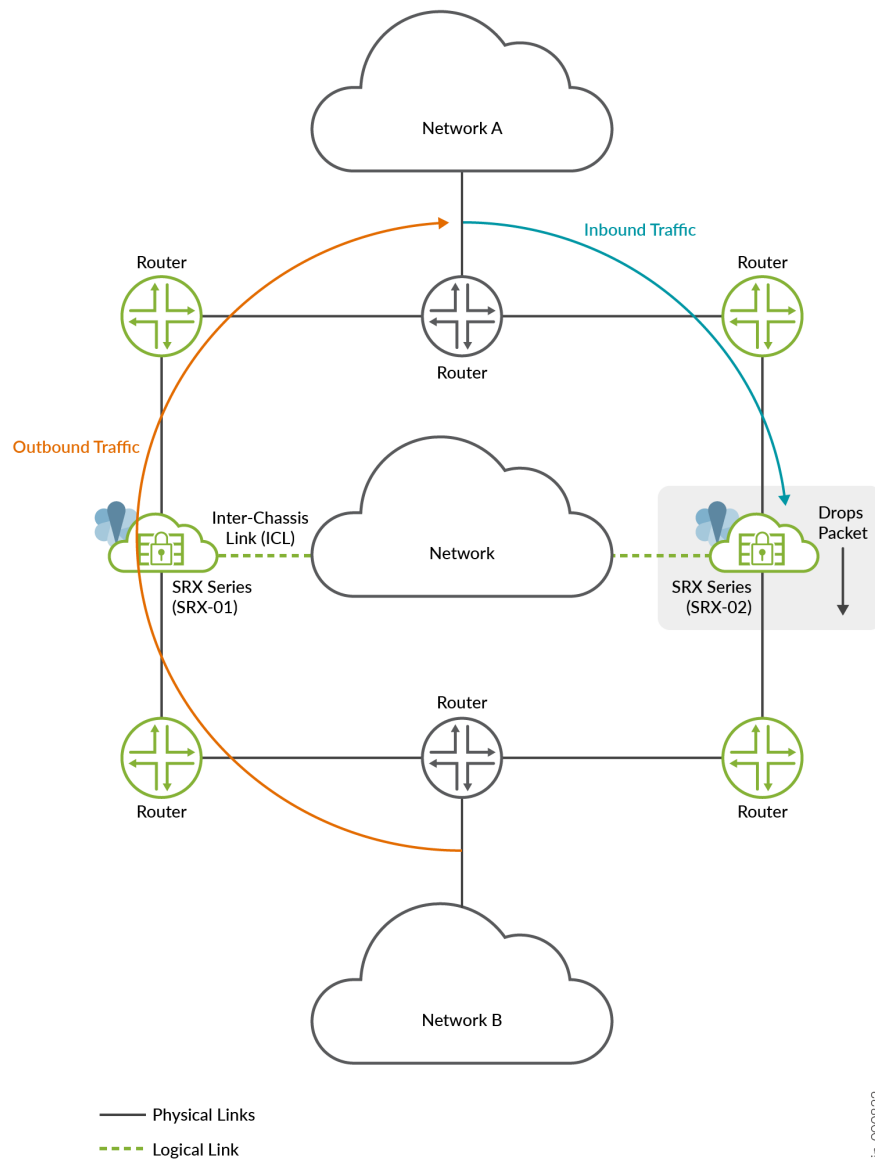 Network A
Inbound Traffic
Router
Router
Router
Outbound Traffic
Inter-Chassis
Link (ICL)
Network
Drops
Packet
SRX Series
(SRX-01)
SRX Series
(SRX-02)
Router
Router
Router
Network B
Physical Links
Logical Link